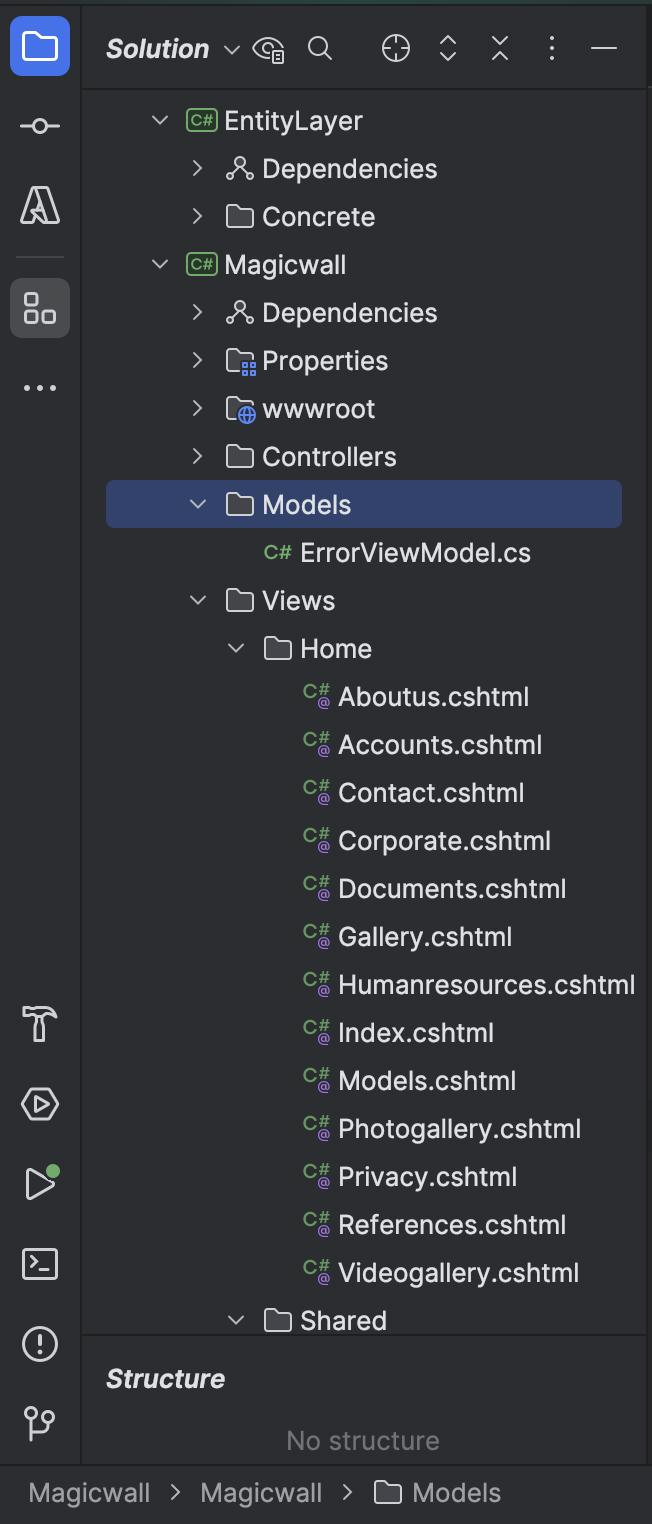 Solution
C# EntityLayer
Dependencies
Concrete
C# Magicwall
Dependencies
Properties
wwwroot
Controllers
Models
C# ErrorViewModel.cs
Views
Home
C#@ Aboutus.cshtml
C#@ Accounts.cshtml
C#@ Contact.cshtml
C#@ Corporate.cshtml
C#@ Documents.cshtml
C#@ Gallery.cshtml
C#@ Humanresources.cshtml
C#@ Index.cshtml
C#@ Models.cshtml
C#@ Photogallery.cshtml
C#@ Privacy.cshtml
C#@ References.cshtml
C#@ Videogallery.cshtml
Shared
Structure
No structure
Magicwall > Magicwall > Models